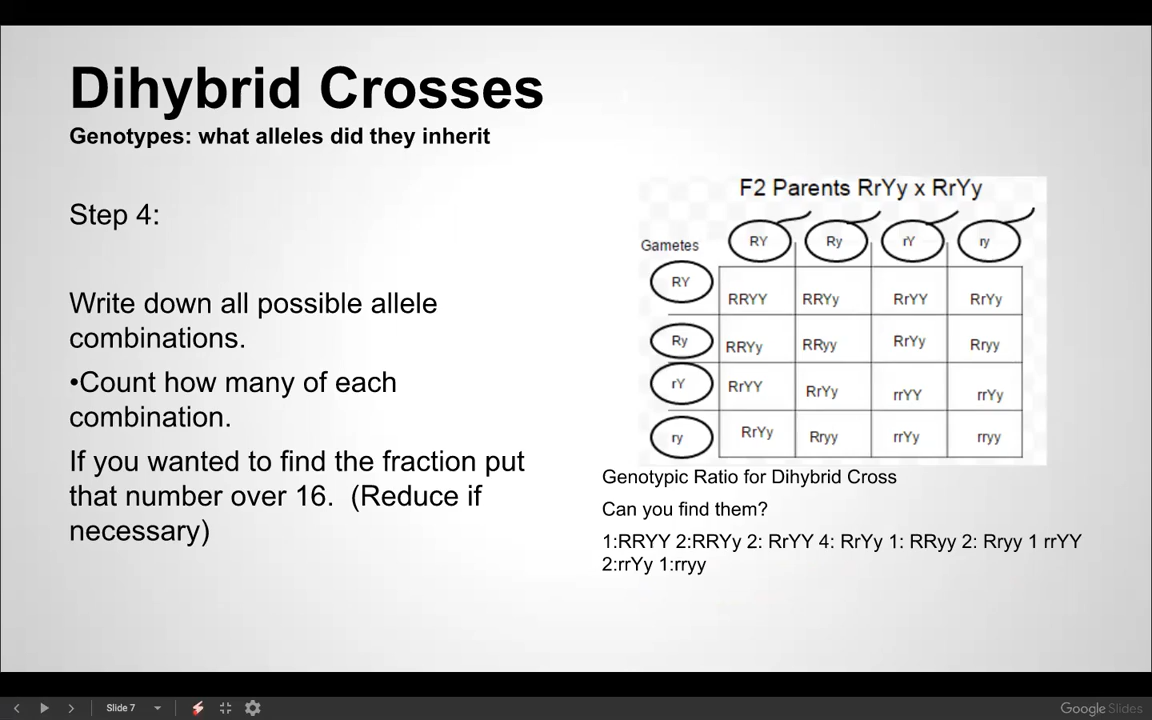 Dihybrid Crosses
Genotypes: what alleles did they inherit
Step 4:
Write down all possible allele
combinations.
•Count how many of each
combination.
If you wanted to find the fraction put
that number over 16. (Reduce if
necessary)
F2 Parents RrYy x RrYy
Gametes
RY Ry rY ry
RY RRYY RRYy RrYY RrYy
Ry RRYy RRyy RrYy Rryy
rY RrYY RrYy rrYY rrYy
ry RrYy Rryy rrYy rryy
Genotypic Ratio for Dihybrid Cross
Can you find them?
1:RRYY 2:RRYy 2: RrYY 4: RrYy 1: RRyy 2: Rryy 1 rrYY
2:rrYy 1:rryy
Slide 7
Google Slides